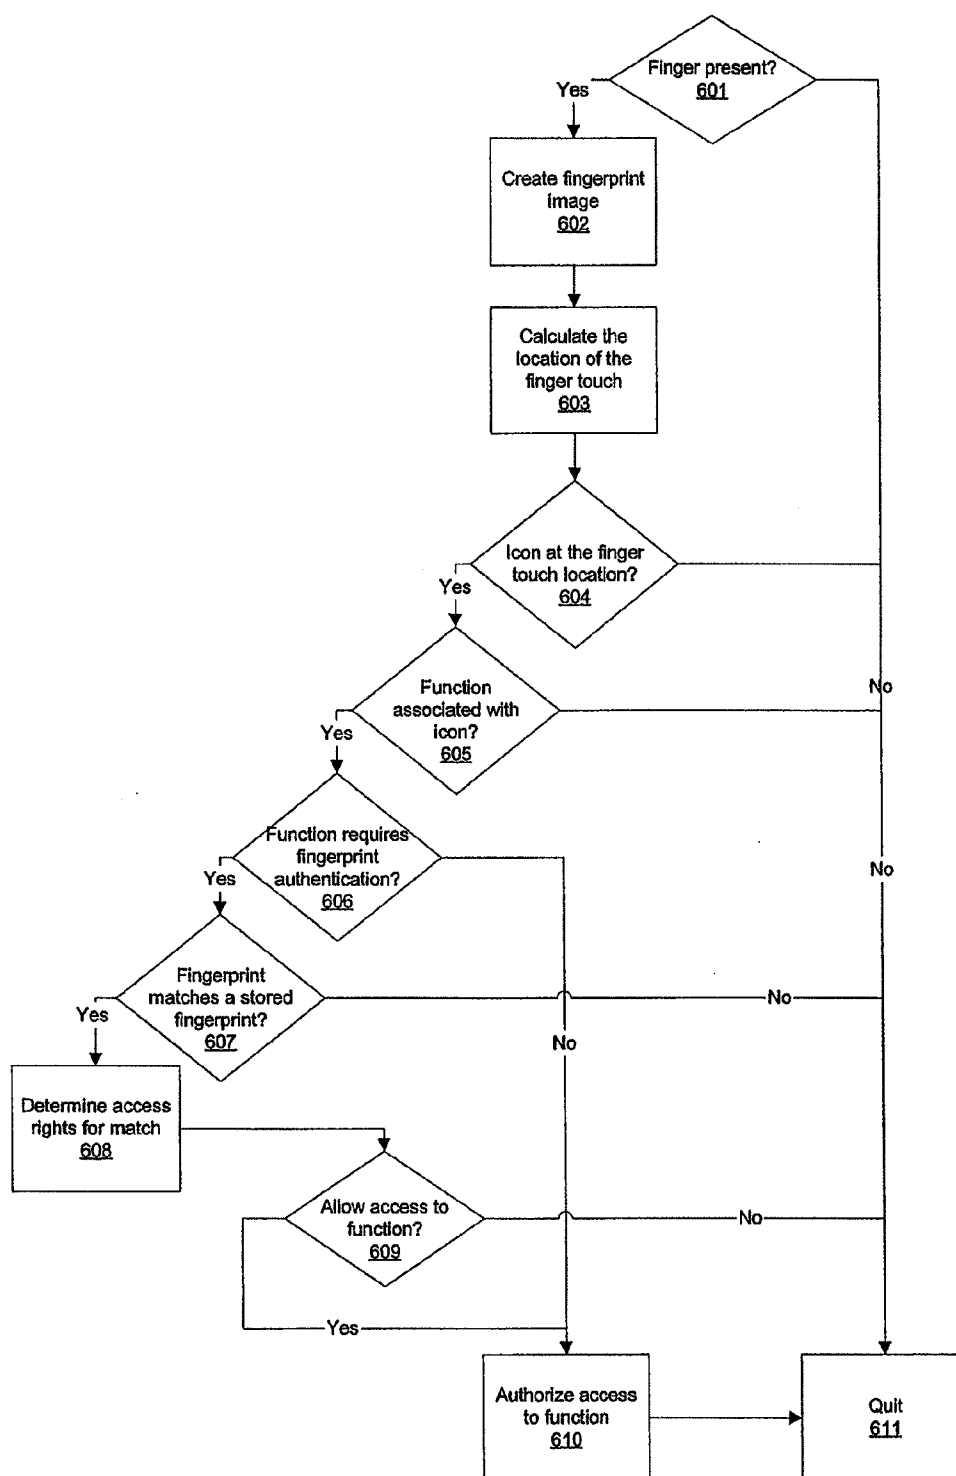 Finger present?
601
Yes
Create fingerprint
image
602
Calculate the
location of the
finger touch
603
Icon at the finger
touch location?
604
Yes
Function
associated with
icon?
605
No
Yes
Function requires
fingerprint
authentication?
606
No
Yes
Fingerprint
matches a stored
fingerprint?
607
No
Yes
No
Determine access
rights for match
608
Allow access to
function?
609
No
Yes
Authorize access
to function
610
Quit
611